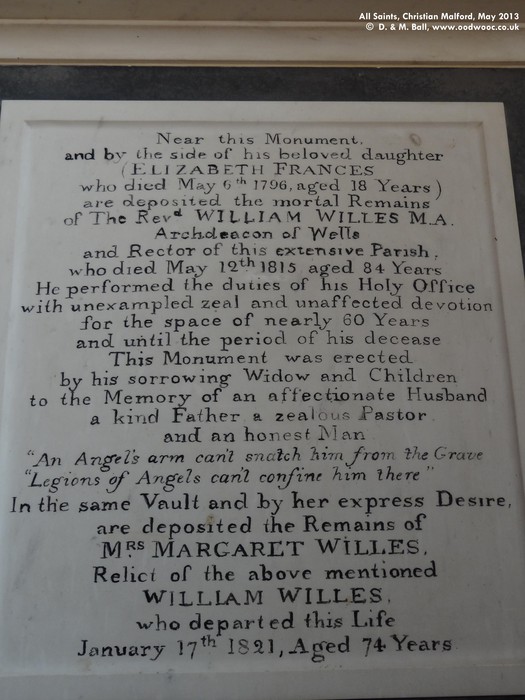 All Saints, Christian Malford, May 2013
© D. & M. Ball, www.oodwooc.co.uk
Near this Monument,
and by the side of his beloved daughter
(ELIZABETH FRANCES
who died May 6th 1796, aged 18 Years)
are deposited the mortal Remains
of The Revd WILLIAM WILLES M.A.
Archdeacon of Wells
and Rector of this extensive Parish,
who died May 12th 1815 aged 84 Years
He performed the duties of his Holy Office
with unexampled zeal and unaffected devotion
for the space of nearly 60 Years
and until the period of his decease
This Monument was erected
by his sorrowing Widow and Children
to the Memory of an affectionate Husband
a kind Father a zealous Pastor
and an honest Man
"An Angel's arm can't snatch him from the Grave
"Legions of Angels can't confine him there"
In the same Vault and by her express Desire,
are deposited the Remains of
MRS MARGARET WILLES,
Relict of the above mentioned
WILLIAM WILLES,
who departed this Life
January 17th 1821, Aged 74 Years